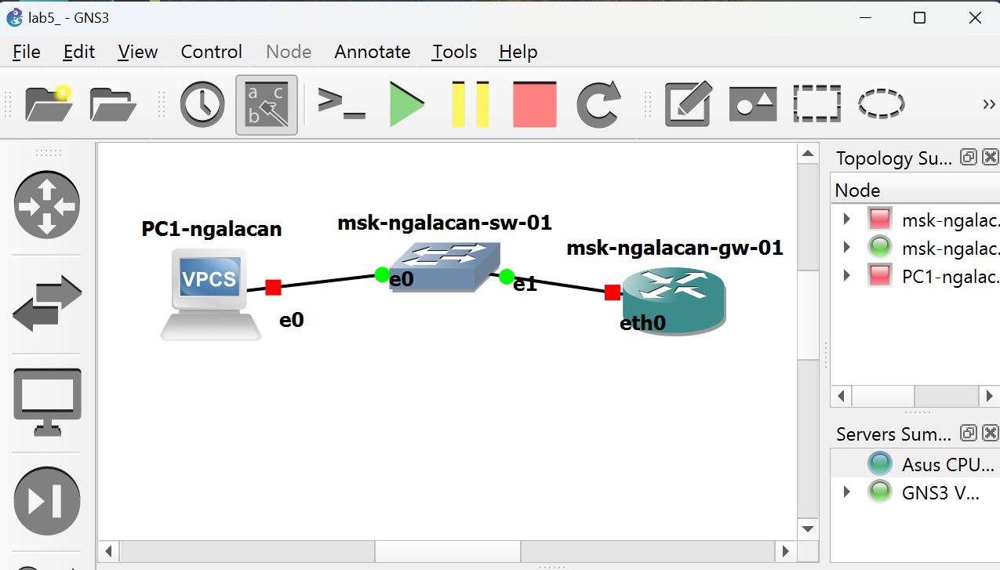 lab5_ - GNS3
File Edit View Control Node Annotate Tools Help
a c
b
>_
»
Topology Su...
Node
msk-ngalac.
msk-ngalac.
PC1-ngalac.
PC1-ngalacan
msk-ngalacan-sw-01
msk-ngalacan-gw-01
VPCS
e0
e1
e0
eth0
Servers Sum...
Asus CPU...
GNS3 V...